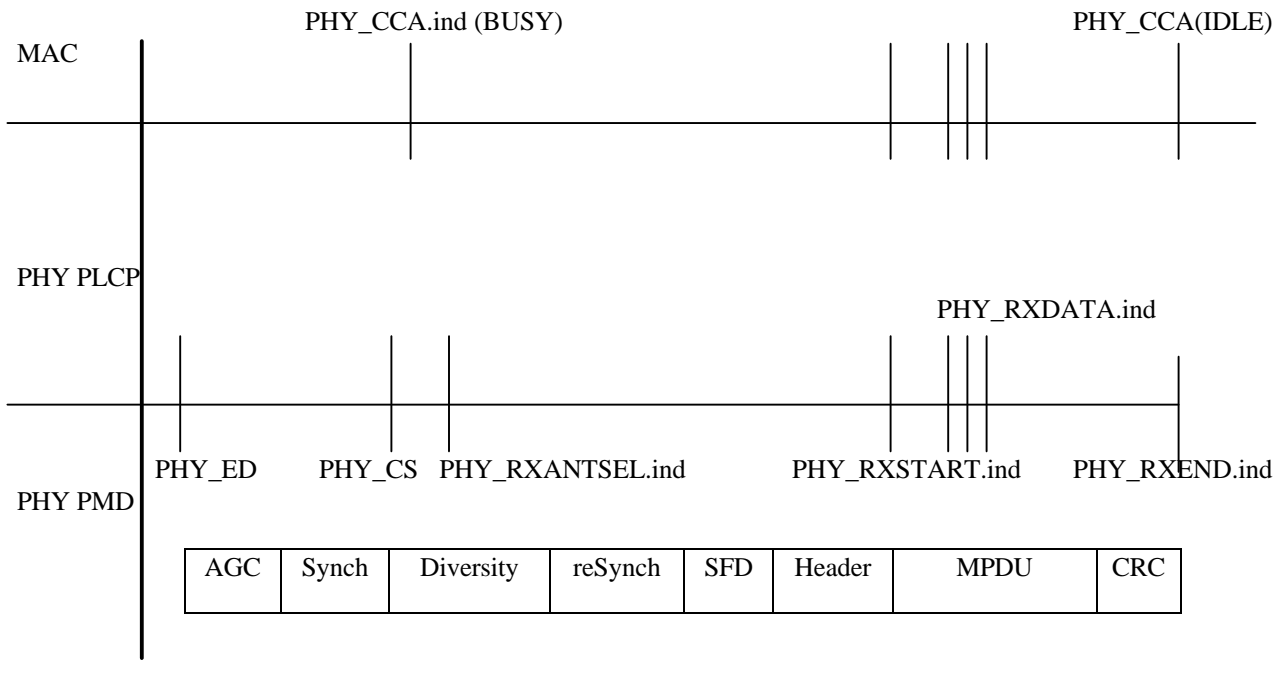 PHY_CCA.ind (BUSY) PHY_CCA(IDLE)
MAC
PHY PLCP
PHY_RXDATA.ind
PHY_ED PHY_CS PHY_RXANTSEL.ind PHY_RXSTART.ind PHY_RXEND.ind
PHY PMD
AGC Synch Diversity reSynch SFD Header MPDU CRC